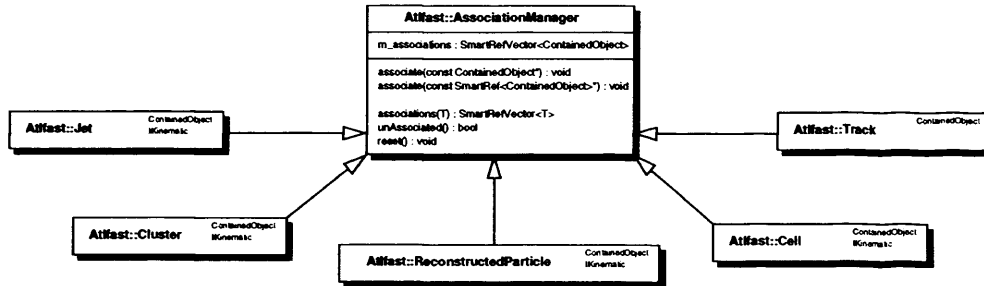 Atlfast::AssociationManager
m_associations : SmartRefVector<ContainedObject>
associate(const ContainedObject*) : void
associate(const SmartRef<ContainedObject>*) : void
associations(T) : SmartRefVector<T>
unAssociated() : bool
reset() : void
Atlfast::Jet
ContainedObject
IKinematic
Atlfast::Track
ContainedObject
Atlfast::Cluster
ContainedObject
IKinematic
Atlfast::ReconstructedParticle
ContainedObject
IKinematic
Atlfast::Cell
ContainedObject
IKinematic